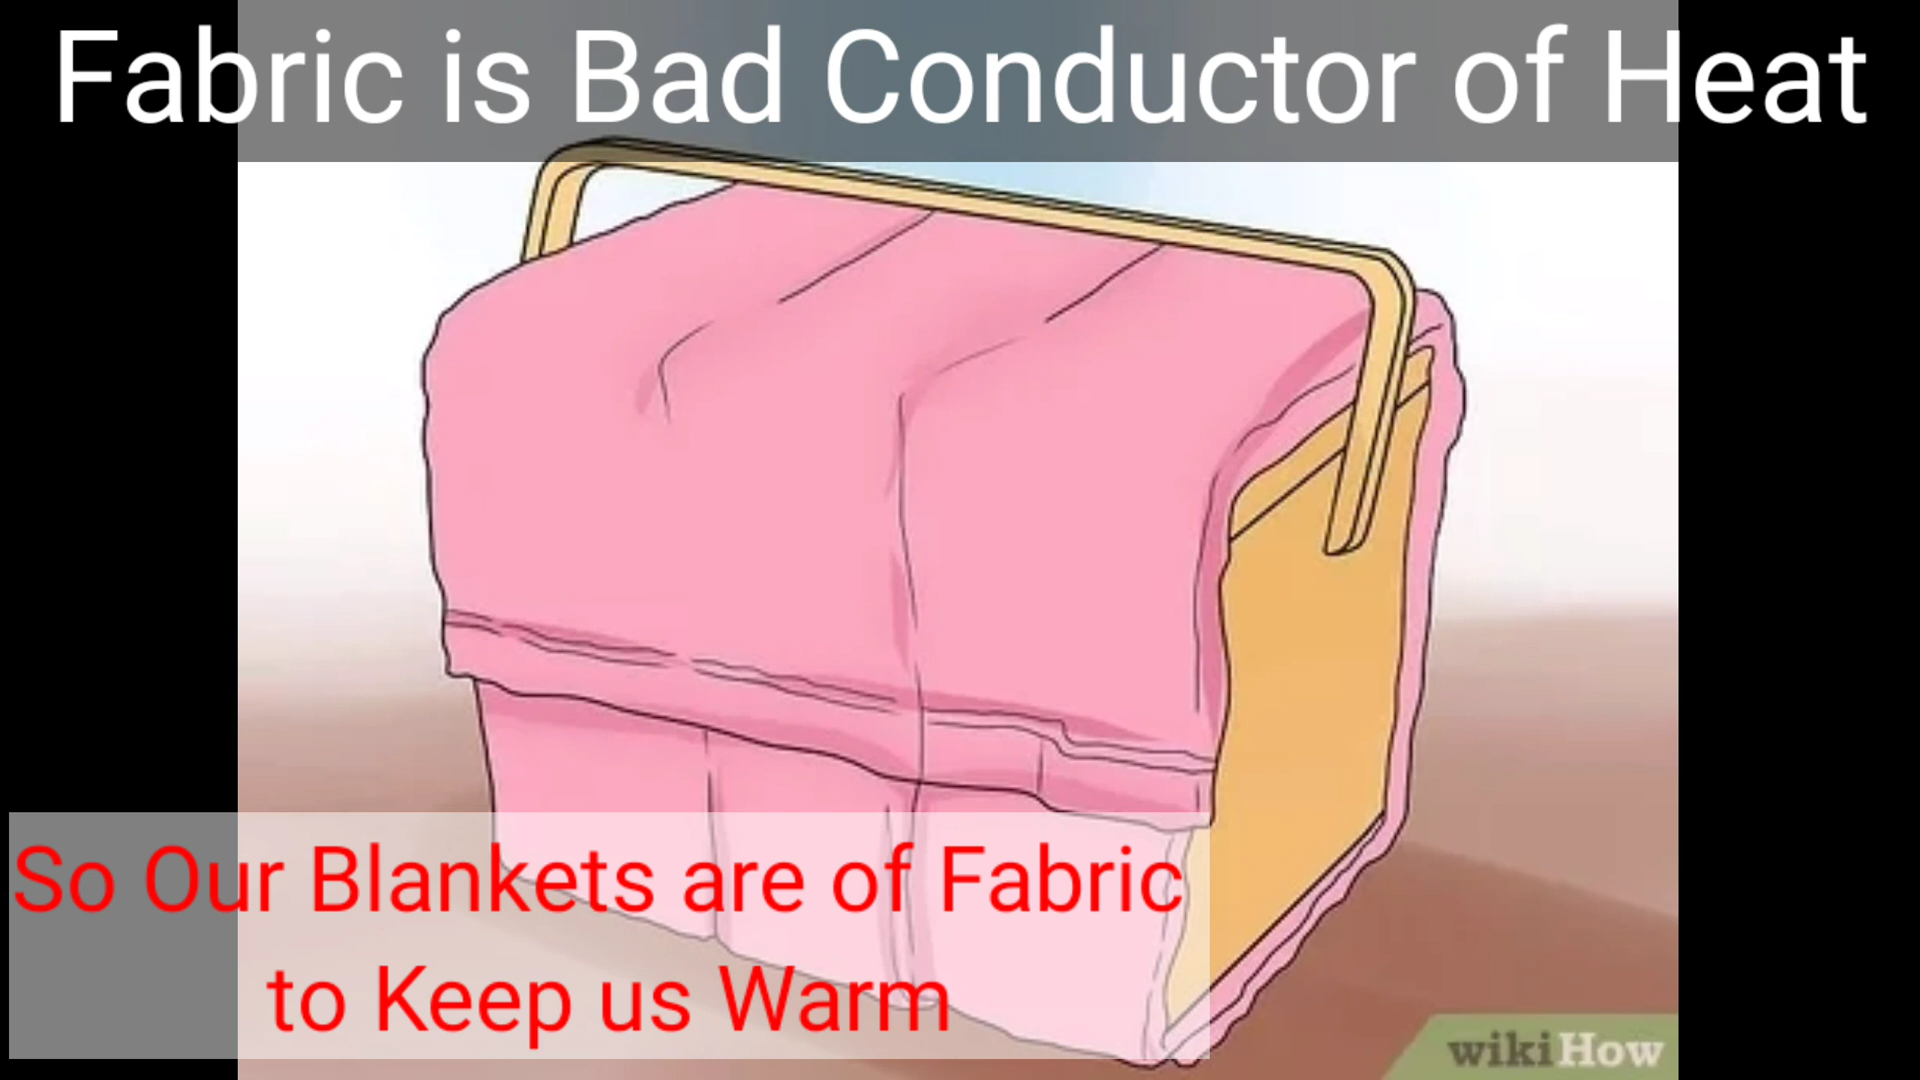 Fabric is Bad Conductor of Heat
So Our Blankets are of Fabric
to Keep us Warm
wikiHow